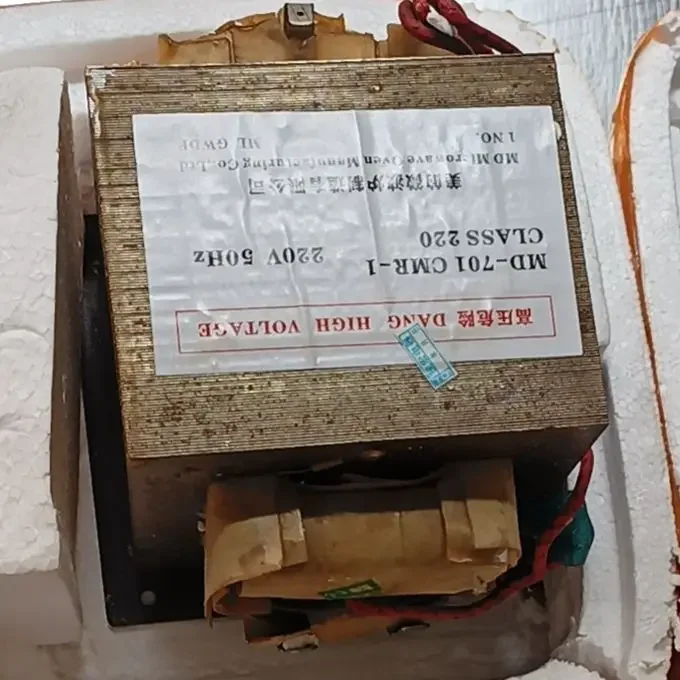 高压危险 DANG HIGH VOLTAGE
MD-701 CMR-1 220V 50Hz
CLASS 220
美的微波炉制造有限公司
MD Microwave Oven Manufacturing Co.,Ltd
NO.